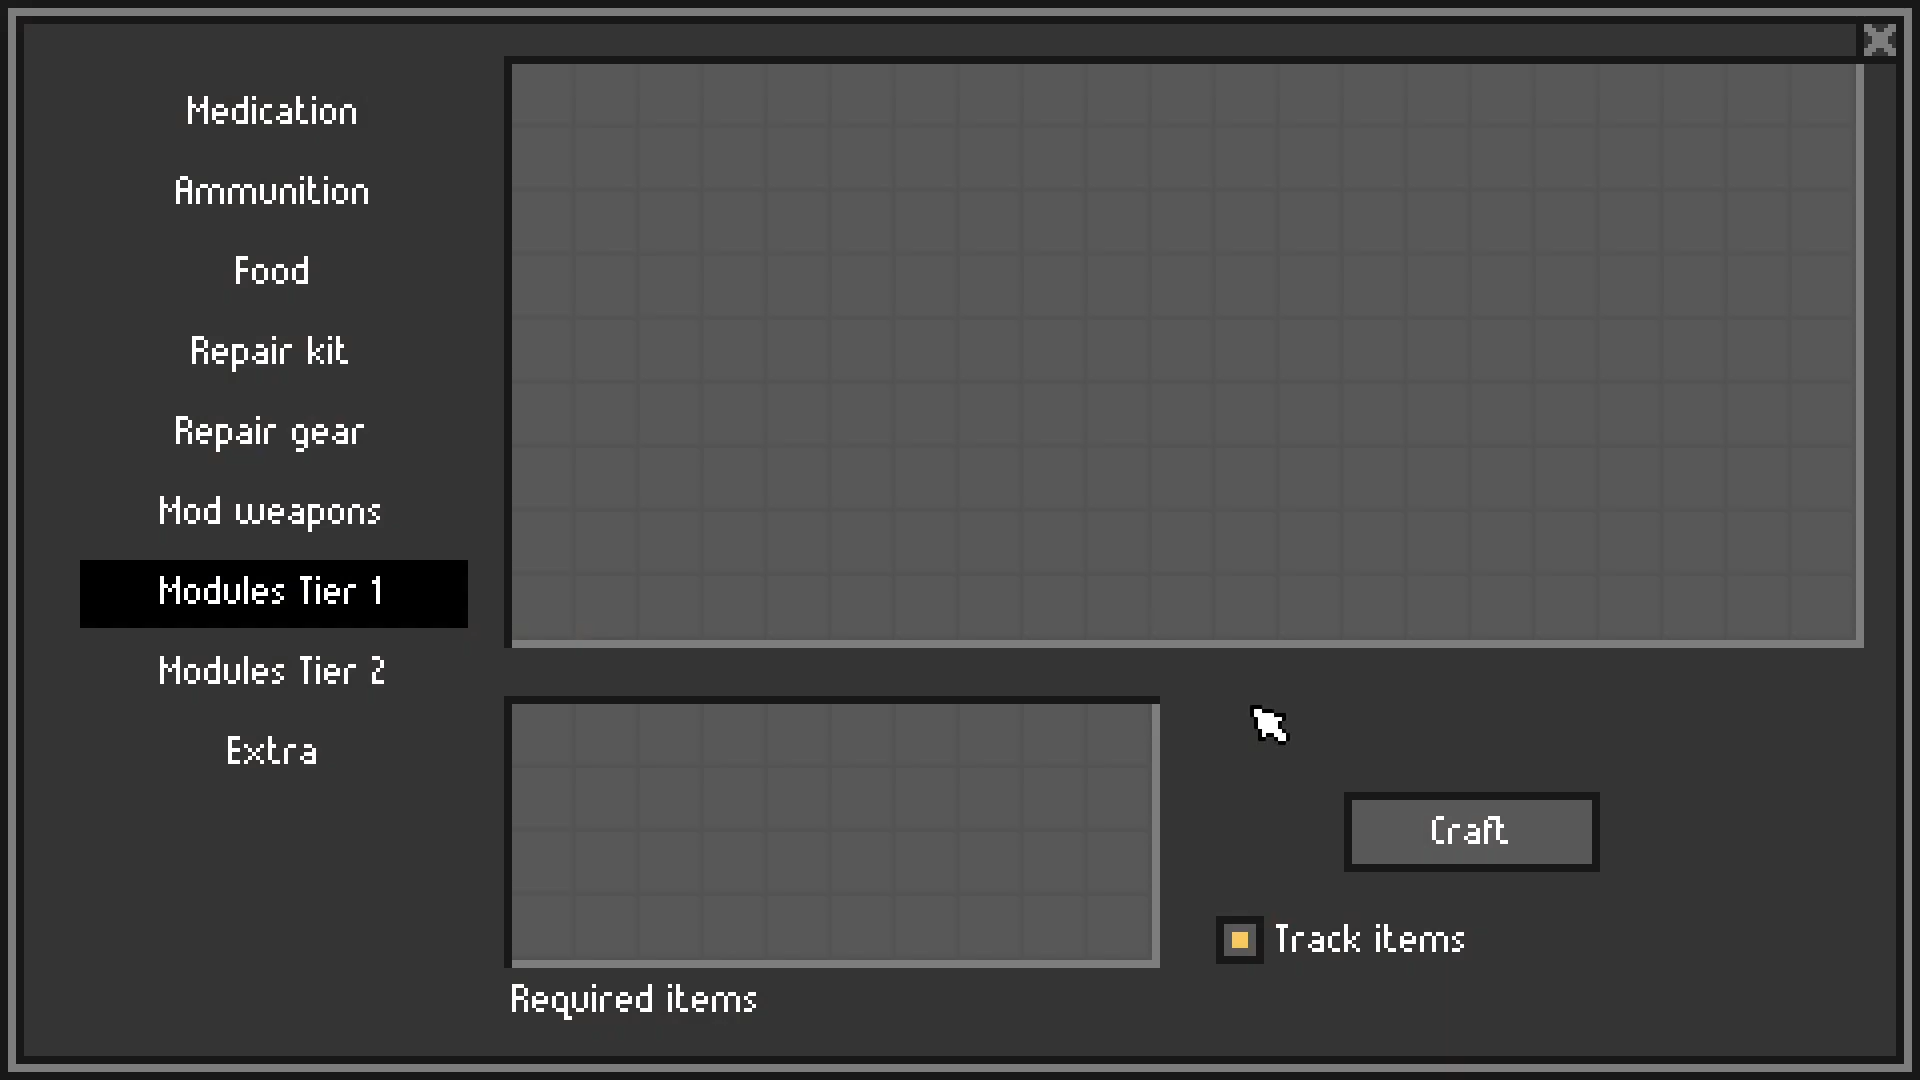 Medication
Ammunition
Food
Repair kit
Repair gear
Mod weapons
Modules Tier 1
Modules Tier 2
Extra
Craft
Track items
Required items